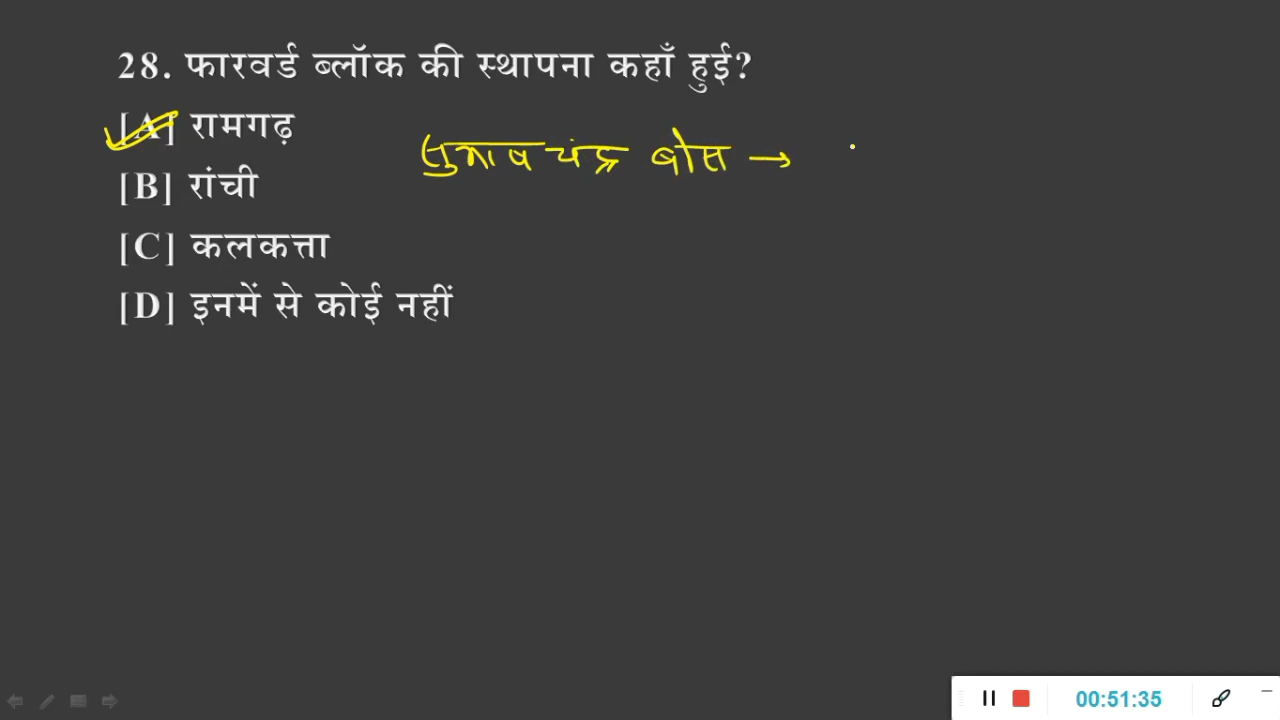 28. फारवर्ड ब्लॉक की स्थापना कहाँ हुई?
[A] रामगढ़
सुभाष चंद्र बोस →
[B] रांची
[C] कलकत्ता
[D] इनमें से कोई नहीं
00:51:35